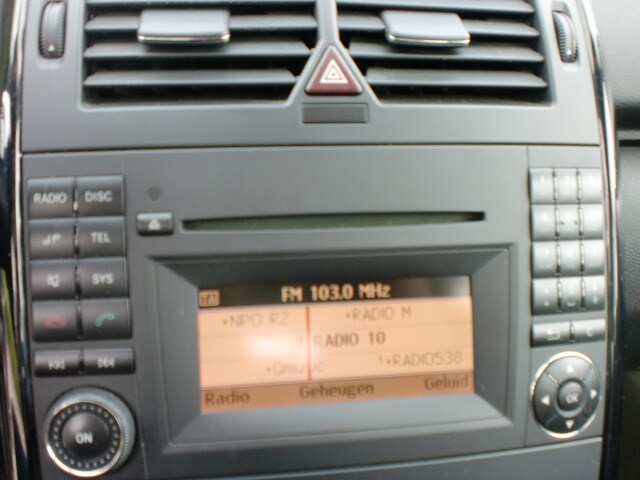 RADIO DISC
TEL
SYS
FM 103.0 MHz
•NPO R2 •RADIO M
RADIO 10
•Qmusic •RADIO538
Radio Geheugen Geluid
ON
OK